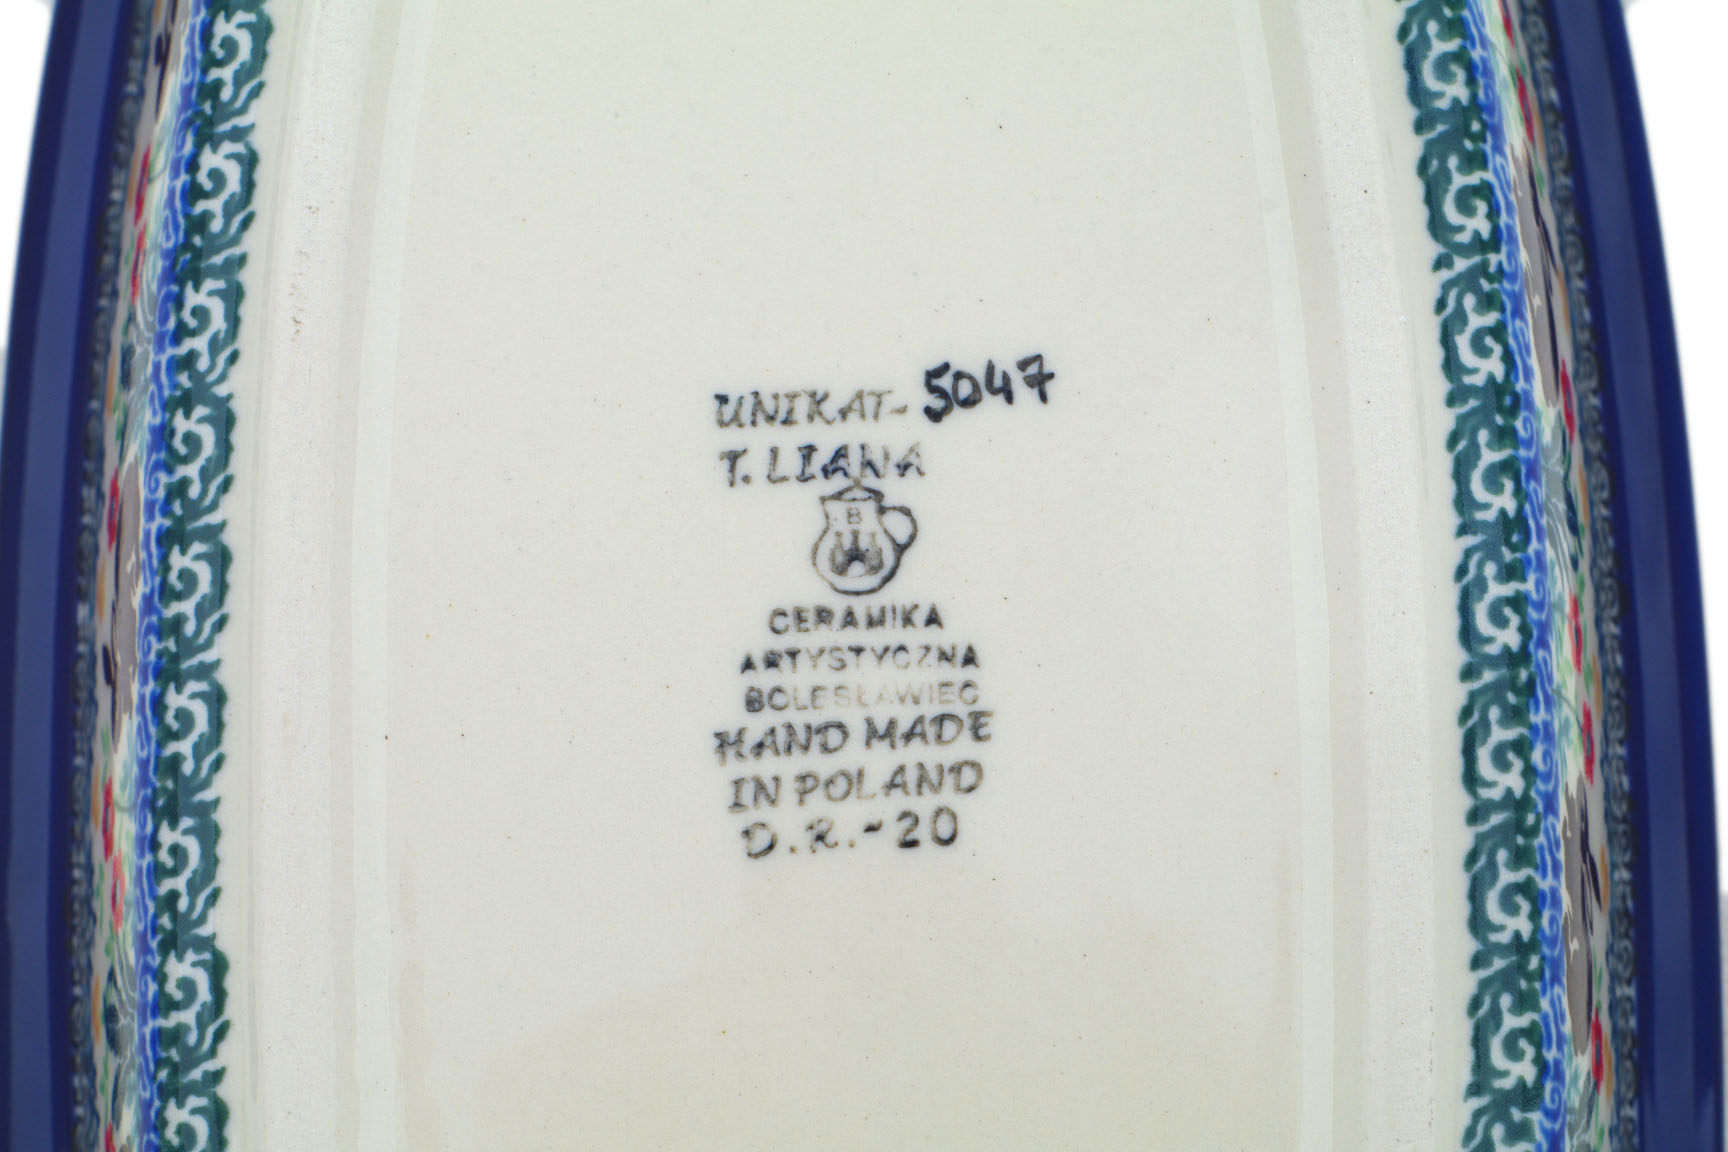 UNIKAT- 5047
T. LIANA
B
CERAMIKA
ARTYSTYCZNA
BOLESŁAWIEC
HAND MADE
IN POLAND
D.R.-20